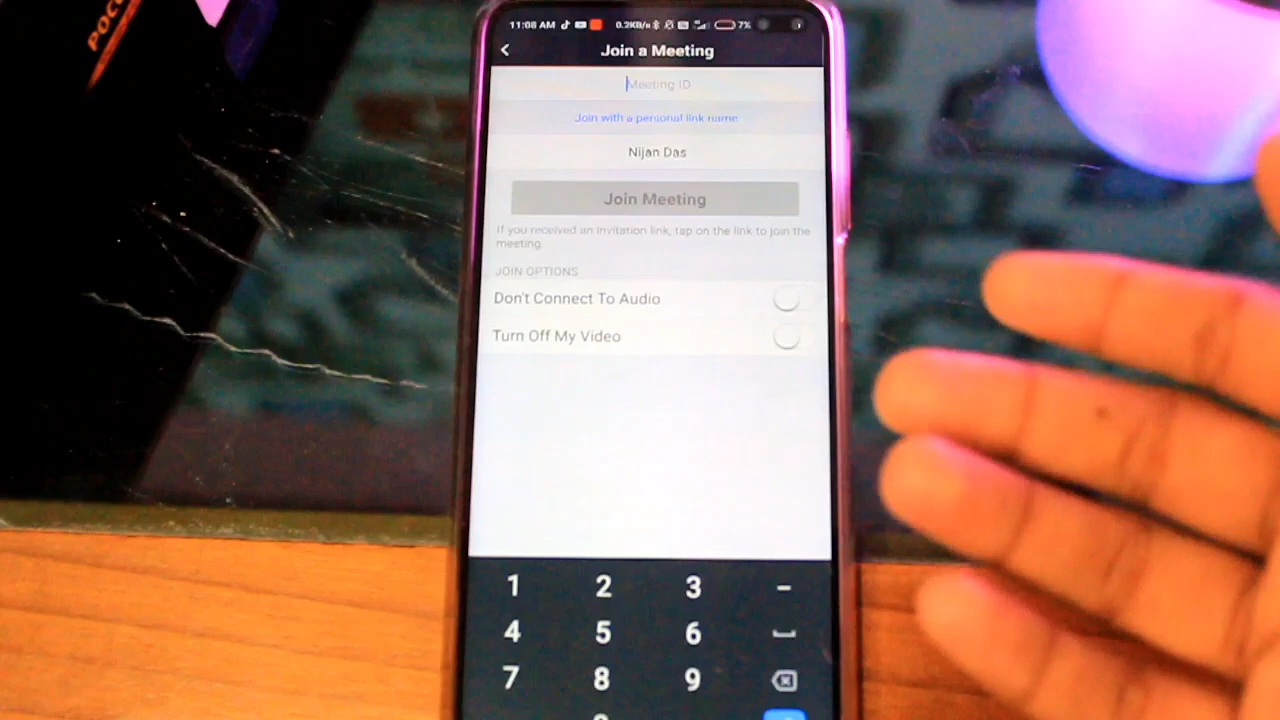 POCO
11:08 AM 0.2KB/s 7%
Join a Meeting
Meeting ID
Join with a personal link name
Nijan Das
Join Meeting
If you received an invitation link, tap on the link to join the
meeting.
JOIN OPTIONS
Don't Connect To Audio
Turn Off My Video
1 2 3 -
4 5 6
7 8 9